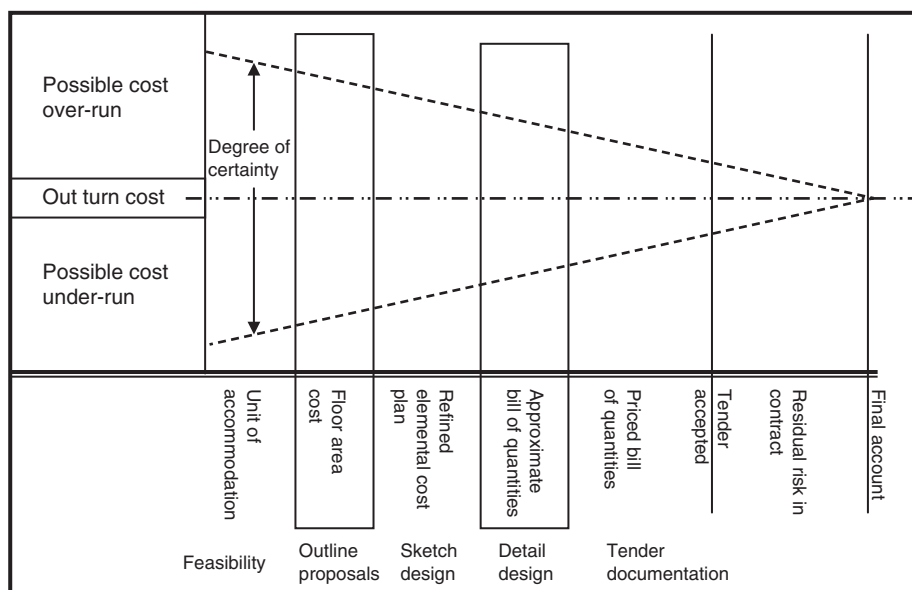 Possible cost
over-run
Degree of
certainty
Out turn cost
Possible cost
under-run
Unit of
accommodation
Floor area
cost
Refined
elemental cost
plan
Approximate
bill of quantities
Priced bill
of quantities
Tender
accepted
Residual risk in
contract
Final account
Feasibility
Outline
proposals
Sketch
design
Detail
design
Tender
documentation